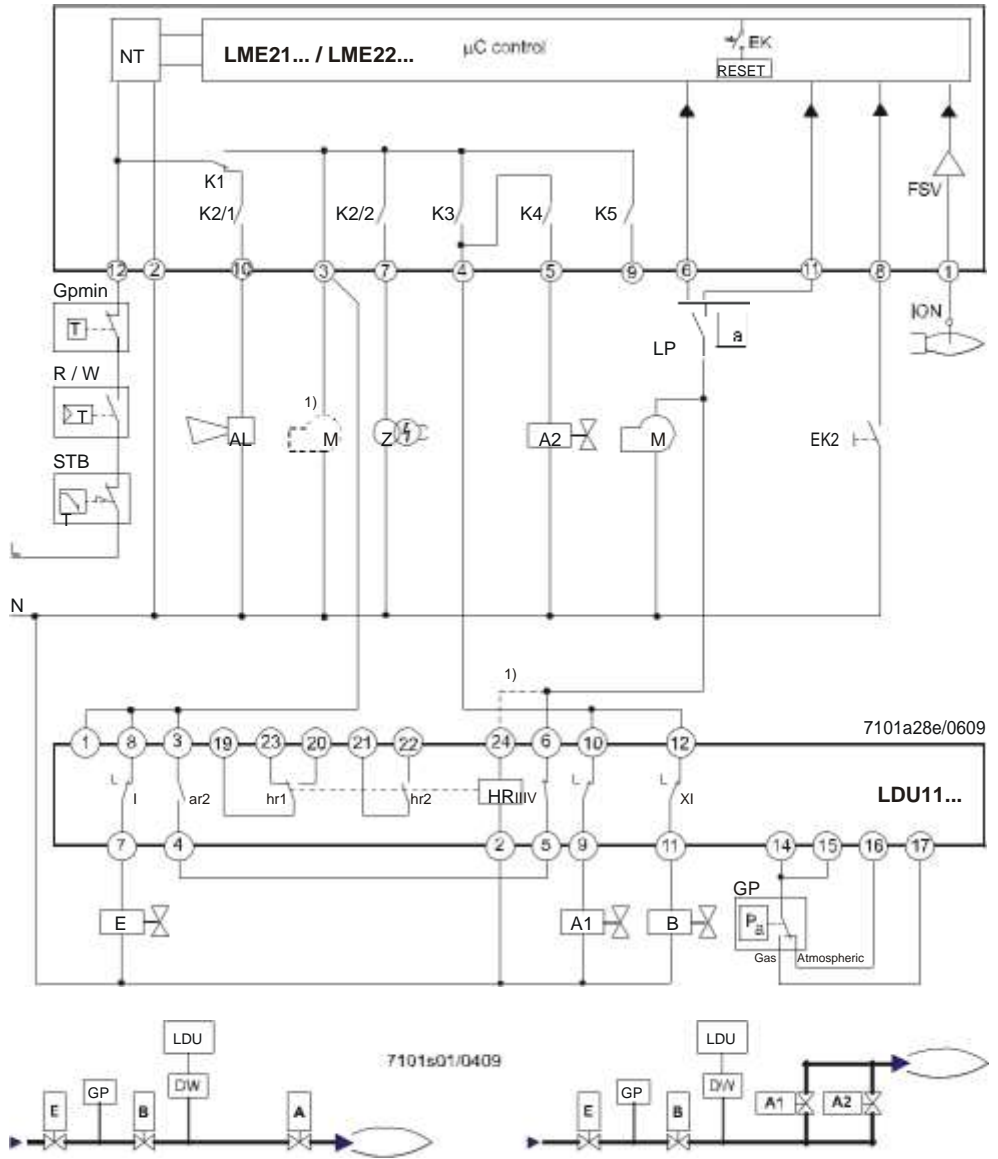 NT
LME21... / LME22...
µC control
EK
RESET
FSV
K1
K2/1
K2/2
K3
K4
K5
12
2
10
3
7
4
5
9
6
11
8
1
Gpmin
T
ION
LP
a
R / W
T
1)
AL
M
Z
A2
M
EK2
STB
T
L
N
1)
7101a28e/0609
1
8
3
19
23
20
21
22
24
6
10
12
L
I
ar2
hr1
hr2
HR
IIIV
L
L
XI
LDU11...
7
4
2
5
9
11
14
15
16
17
GP
E
A1
B
Gas
Atmospheric
LDU
7101s01/0409
LDU
E
GP
B
DW
A
E
GP
B
DW
A1
A2